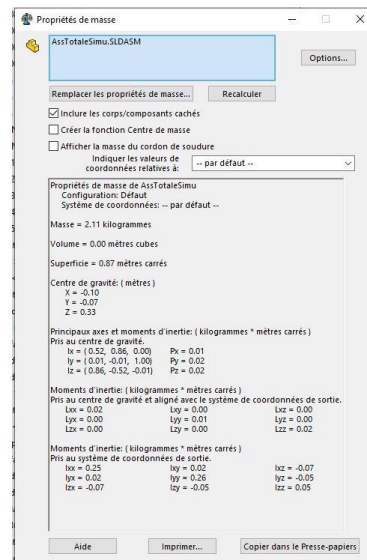 Propriétés de masse
AssTotaleSimu.SLDASM
Options...
Remplacer les propriétés de masse...
Recalculer
Inclure les corps/composants cachés
Créer la fonction Centre de masse
Afficher la masse du cordon de soudure
Indiquer les valeurs de coordonnées relatives à:
-- par défaut --
Propriétés de masse de AssTotaleSimu
Configuration: Défaut
Système de coordonnées: -- par défaut --
Masse = 2.11 kilogrammes
Volume = 0.00 mètres cubes
Superficie = 0.87 mètres carrés
Centre de gravité: ( mètres )
X = -0.10
Y = -0.07
Z = 0.33
Principaux axes et moments d'inertie: ( kilogrammes * mètres carrés )
Pris au centre de gravité.
Ix = ( 0.52, 0.86, 0.00) Px = 0.01
Iy = ( 0.01, -0.01, 1.00) Py = 0.02
Iz = ( 0.86, -0.52, -0.01) Pz = 0.02
Moments d'inertie: ( kilogrammes * mètres carrés )
Pris au centre de gravité et aligné avec le système de coordonnées de sortie.
Lxx = 0.02 Lxy = 0.00 Lxz = 0.00
Lyx = 0.00 Lyy = 0.01 Lyz = 0.00
Lzx = 0.00 Lzy = 0.00 Lzz = 0.02
Moments d'inertie: ( kilogrammes * mètres carrés )
Pris au système de coordonnées de sortie.
Ixx = 0.25 Ixy = 0.02 Ixz = -0.07
Iyx = 0.02 Iyy = 0.26 Iyz = -0.05
Izx = -0.07 Izy = -0.05 Izz = 0.05
Aide
Imprimer...
Copier dans le Presse-papiers